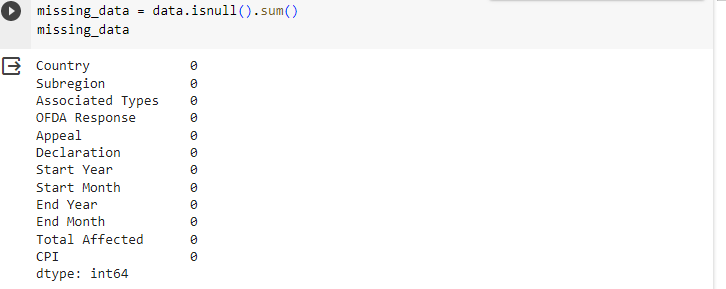 missing_data = data.isnull().sum()
missing_data
Country 0
Subregion 0
Associated Types 0
OFDA Response 0
Appeal 0
Declaration 0
Start Year 0
Start Month 0
End Year 0
End Month 0
Total Affected 0
CPI 0
dtype: int64